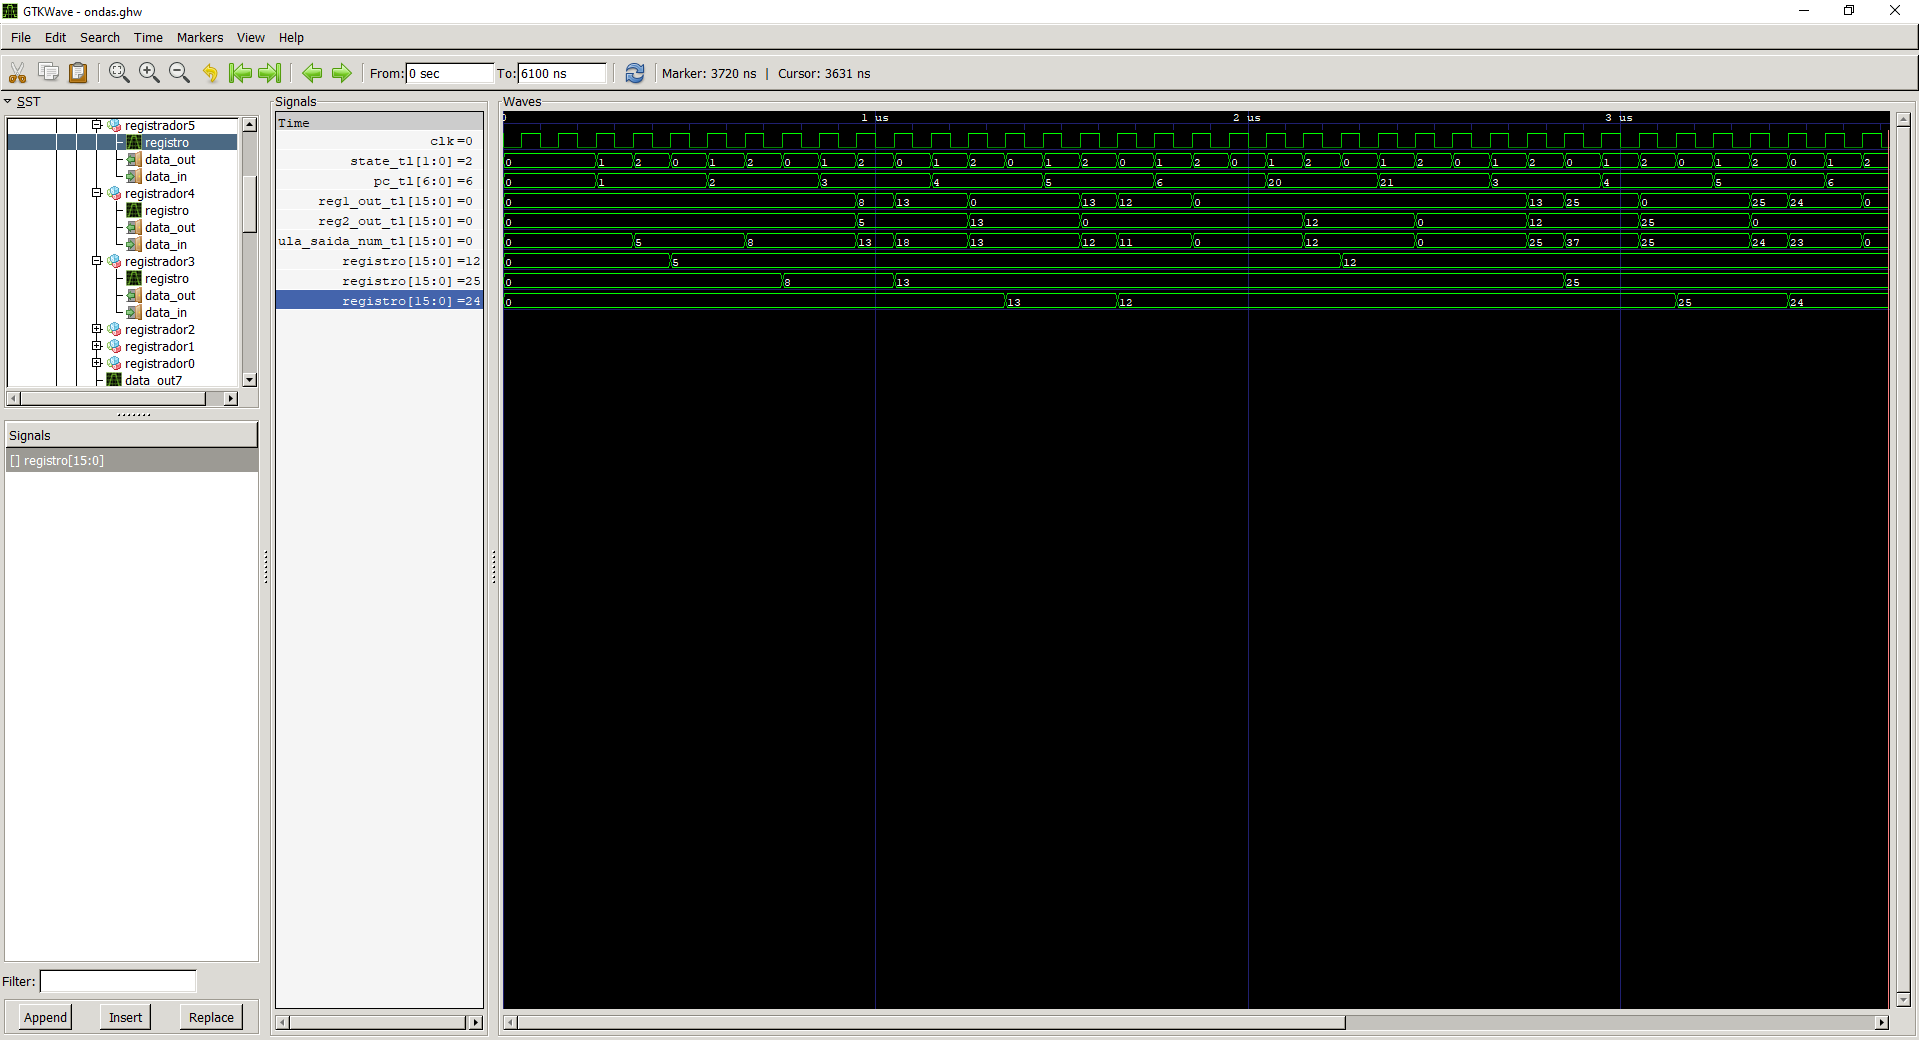 GTKWave - ondas.ghw
File Edit Search Time Markers View Help
From: 0 sec To: 6100 ns Marker: 3720 ns | Cursor: 3631 ns
SST
registrador5
registro
data_out
data_in
registrador4
registro
data_out
data_in
registrador3
registro
data_out
data_in
registrador2
registrador1
registrador0
data_out7
Signals
[] registro[15:0]
Filter:
Append Insert Replace
Signals
Time
clk=0
state_tl[1:0]=2
pc_tl[6:0]=6
reg1_out_tl[15:0]=0
reg2_out_tl[15:0]=0
ula_saida_num_tl[15:0]=0
registro[15:0]=12
registro[15:0]=25
registro[15:0]=24
Waves
0 1 us 2 us 3 us
0 1 2 0 1 2 0 1 2 0 1 2 0 1 2 0 1 2 0 1 2 0 1 2 0 1 2 0 1 2 0 1 2 0 1 2
0 1 2 3 4 5 6 20 21 3 4 5 6
0 8 13 0 13 12 0 13 25 0 25 24 0
0 5 13 0 12 0 12 25 0
0 5 8 13 18 13 12 11 0 12 0 25 37 25 24 23 0
0 5 12
0 8 13 25
0 13 12 25 24